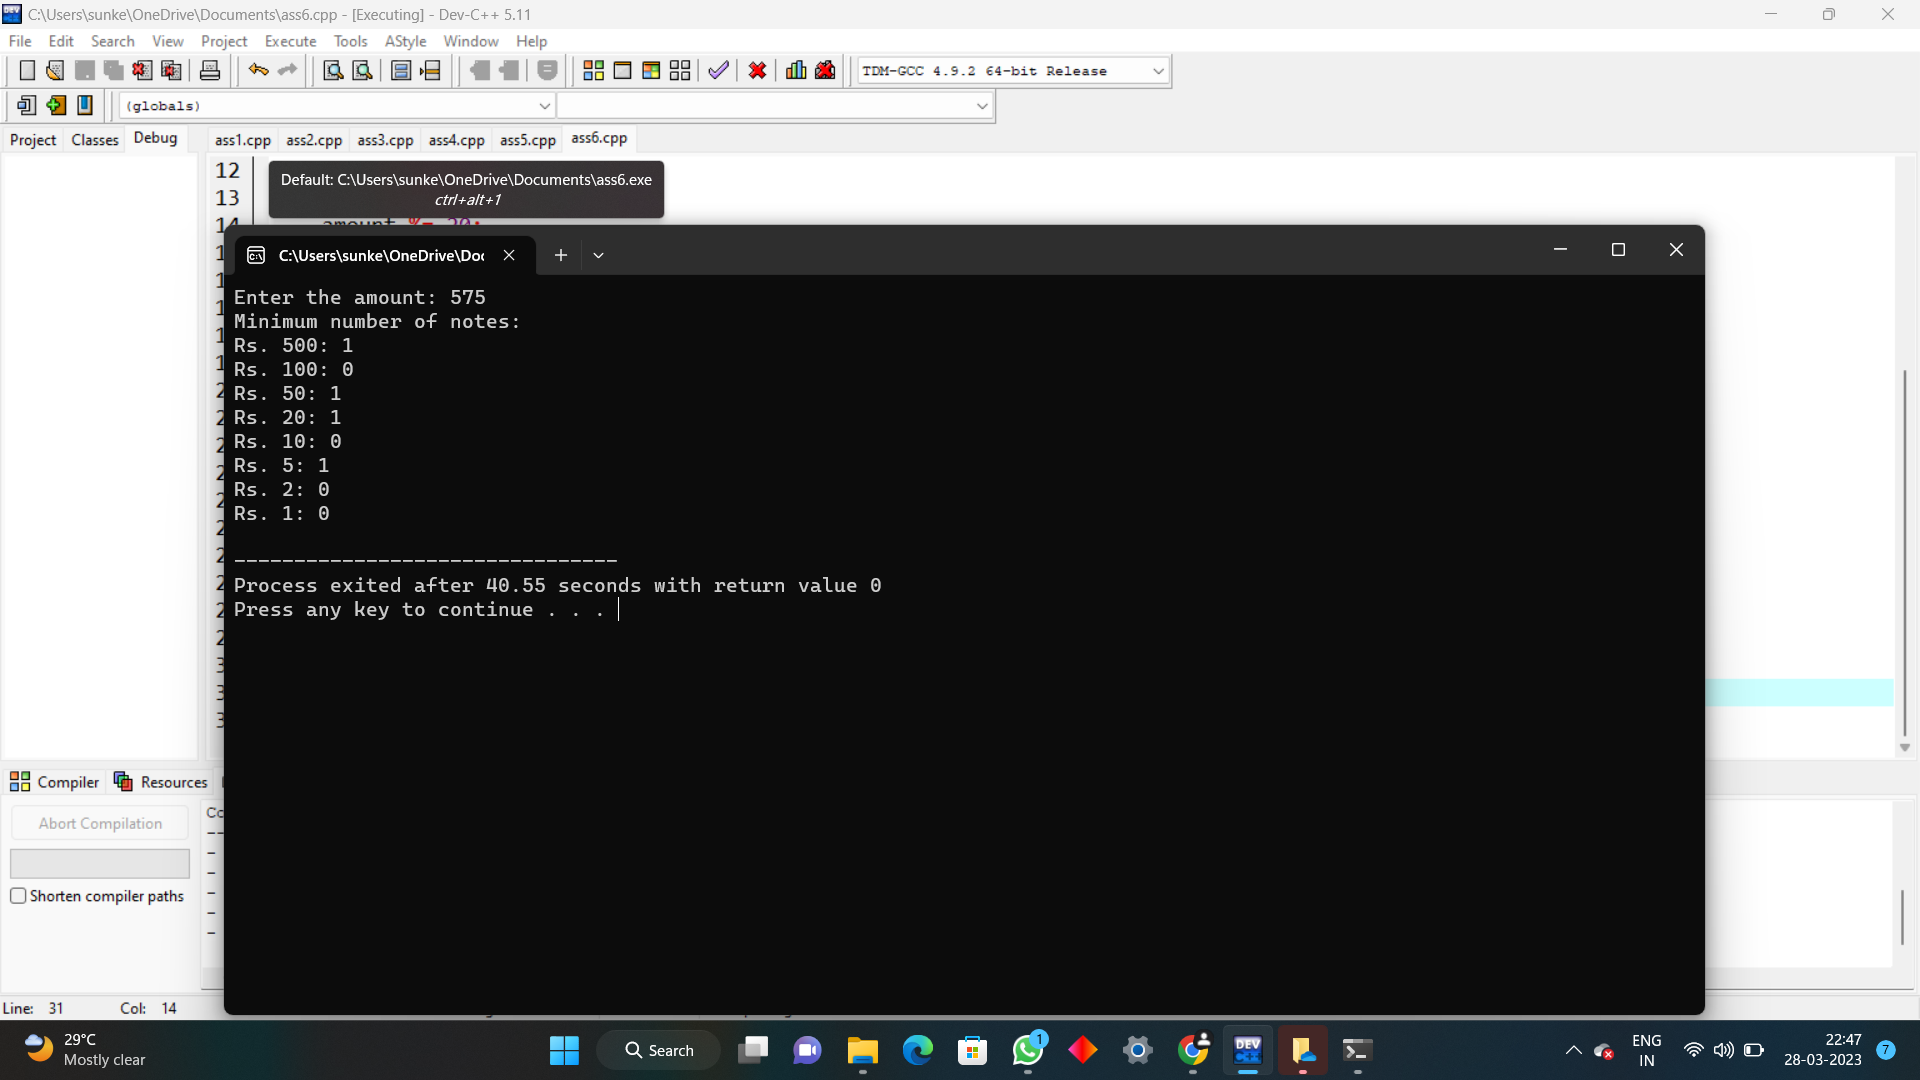 C:\Users\sunke\OneDrive\Documents\ass6.cpp - [Executing] - Dev-C++ 5.11
File Edit Search View Project Execute Tools AStyle Window Help
TDM-GCC 4.9.2 64-bit Release
(globals)
Project Classes Debug ass1.cpp ass2.cpp ass3.cpp ass4.cpp ass5.cpp ass6.cpp
12
13
14 amount %= 20;
Default: C:\Users\sunke\OneDrive\Documents\ass6.exe
ctrl+alt+1
C:\Users\sunke\OneDrive\Doc
Enter the amount: 575
Minimum number of notes:
Rs. 500: 1
Rs. 100: 0
Rs. 50: 1
Rs. 20: 1
Rs. 10: 0
Rs. 5: 1
Rs. 2: 0
Rs. 1: 0
--------------------------------
Process exited after 40.55 seconds with return value 0
Press any key to continue . . .
Compiler Resources
Abort Compilation
Shorten compiler paths
Line: 31 Col: 14
29°C
Mostly clear
Search
1
DEV
C++
ENG
IN
22:47
28-03-2023
7